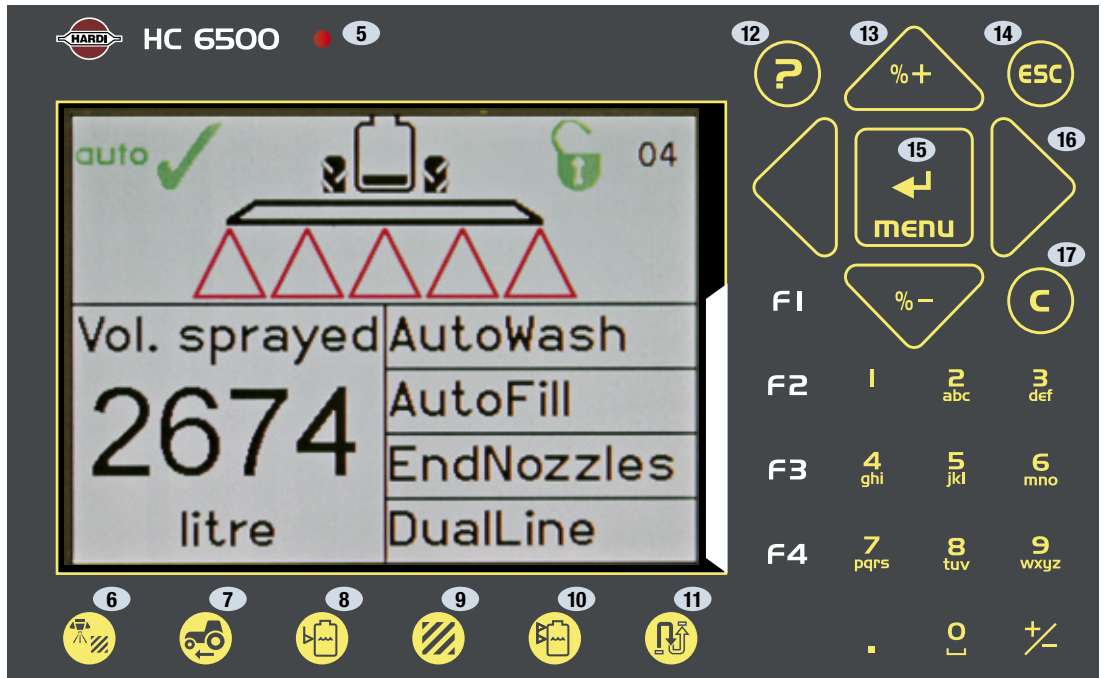 HARDI HC 6500 5
12 13 14
? %+ ESC
auto 04
15 16
menu
17
Vol. sprayed
2674
litre
AutoWash
AutoFill
EndNozzles
DualLine
F1 %- C
F2 1 2 abc 3 def
F3 4 ghi 5 jkl 6 mno
F4 7 pqrs 8 tuv 9 wxyz
. 0 +/-
6 7 8 9 10 11